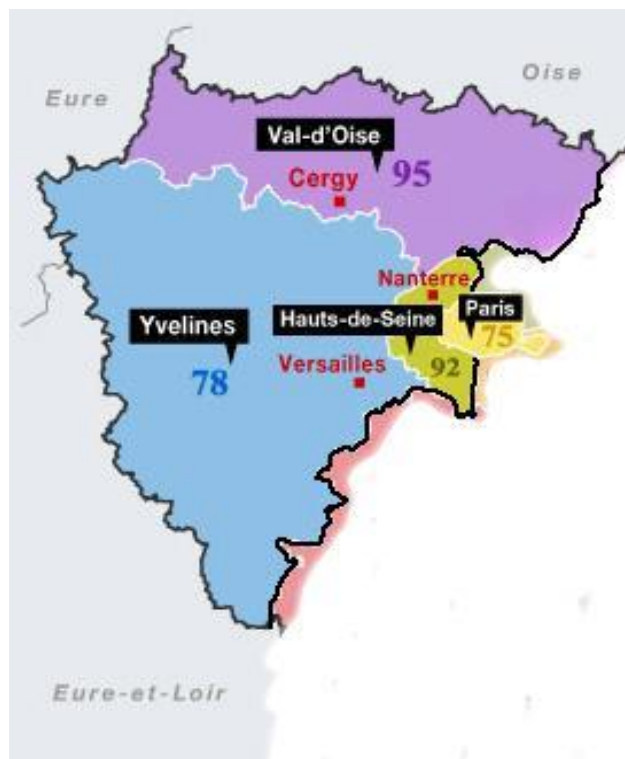 Oise
Eure
Val-d'Oise
95
Cergy
Nanterre
Paris
75
Hauts-de-Seine
Yvelines
78
Versailles
92
Eure-et-Loir